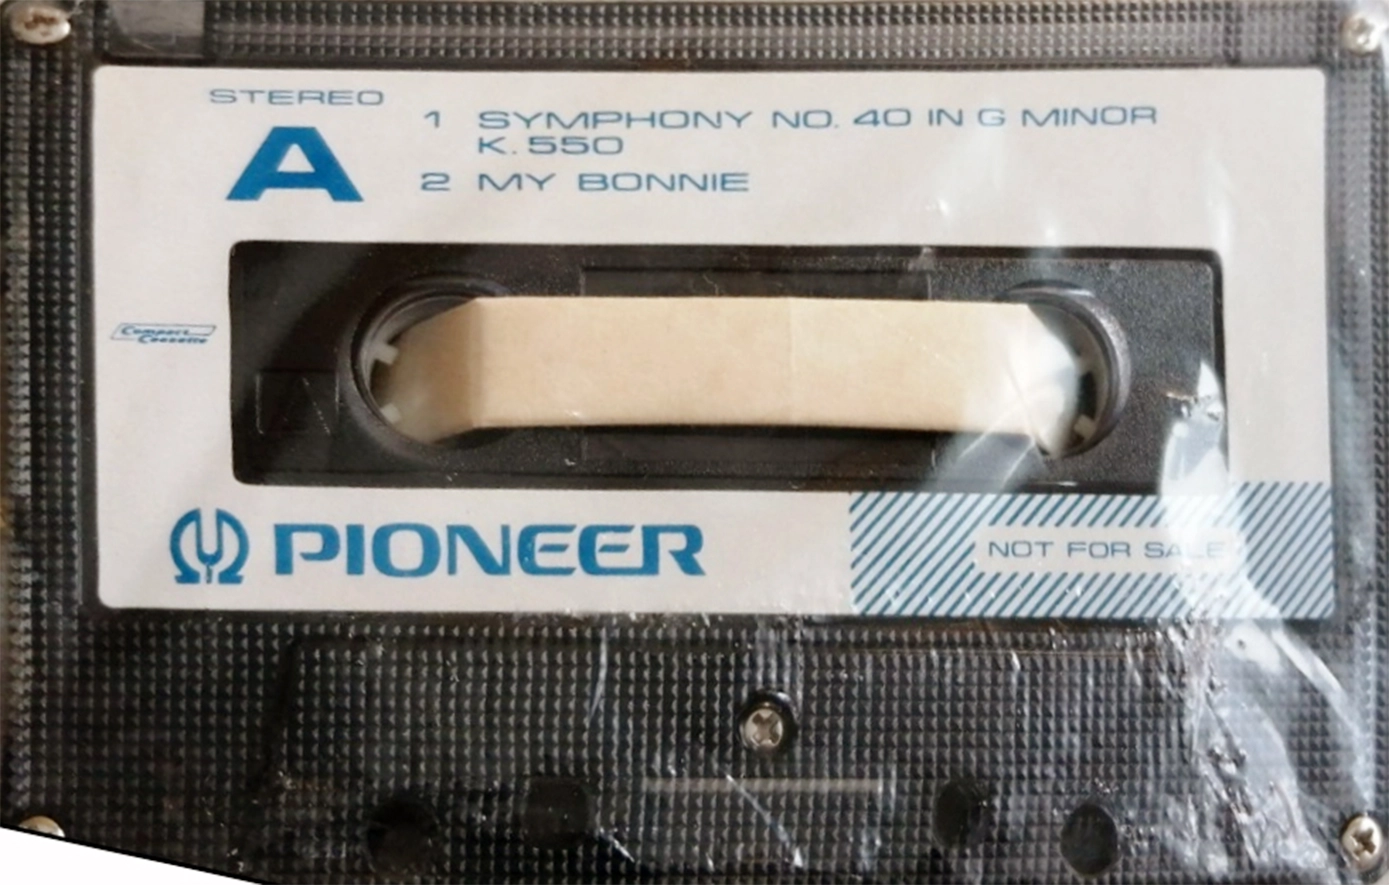 STEREO
A
1 SYMPHONY NO. 40 IN G MINOR
K. 550
2 MY BONNIE
Compact
Cassette
PIONEER
NOT FOR SALE